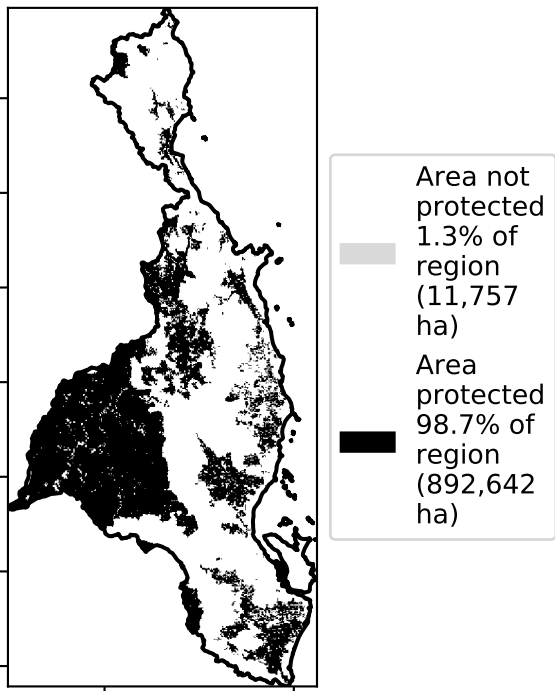 Area not
protected
1.3% of
region
(11,757
ha)
Area
protected
98.7% of
region
(892,642
ha)